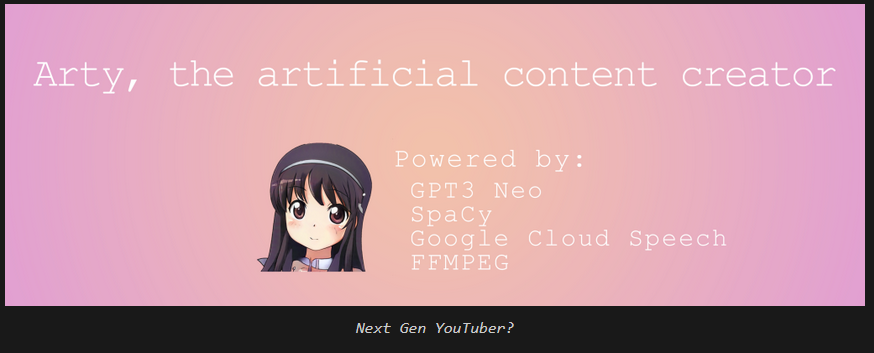 Arty, the artificial content creator
Powered by:
GPT3 Neo
SpaCy
Google Cloud Speech
FFMPEG
Next Gen YouTuber?